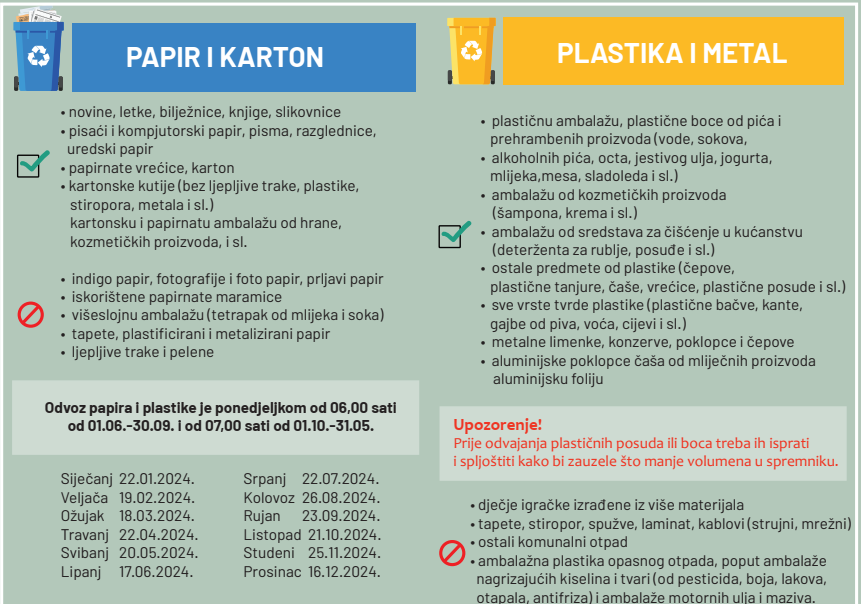 PAPIR I KARTON
• novine, letke, bilježnice, knjige, slikovnice
• pisaći i kompjutorski papir, pisma, razglednice,
uredski papir
• papirnate vrećice, karton
• kartonske kutije (bez ljepljive trake, plastike,
stiropora, metala i sl.)
kartonsku i papirnatu ambalažu od hrane,
kozmetičkih proizvoda, i sl.
• indigo papir, fotografije i foto papir, prljavi papir
• iskorištene papirnate maramice
• višeslojnu ambalažu (tetrapak od mlijeka i soka)
• tapete, plastificirani i metalizirani papir
• ljepljive trake i pelene
Odvoz papira i plastike je ponedjeljkom od 06,00 sati
od 01.06.-30.09. i od 07,00 sati od 01.10.-31.05.
Siječanj 22.01.2024.
Veljača 19.02.2024.
Ožujak 18.03.2024.
Travanj 22.04.2024.
Svibanj 20.05.2024.
Lipanj 17.06.2024.
Srpanj 22.07.2024.
Kolovoz 26.08.2024.
Rujan 23.09.2024.
Listopad 21.10.2024.
Studeni 25.11.2024.
Prosinac 16.12.2024.
PLASTIKA I METAL
• plastičnu ambalažu, plastične boce od pića i
prehrambenih proizvoda (vode, sokova,
• alkoholnih pića, octa, jestivog ulja, jogurta,
mlijeka,mesa, sladoleda i sl.)
• ambalažu od kozmetičkih proizvoda
(šampona, krema i sl.)
• ambalažu od sredstava za čišćenje u kućanstvu
(deterženta za rublje, posuđe i sl.)
• ostale predmete od plastike (čepove,
plastične tanjure, čaše, vrećice, plastične posude i sl.)
• sve vrste tvrde plastike (plastične bačve, kante,
gajbe od piva, voća, cijevi i sl.)
• metalne limenke, konzerve, poklopce i čepove
• aluminijske poklopce čaša od mliječnih proizvoda
aluminijsku foliju
Upozorenje!
Prije odvajanja plastičnih posuda ili boca treba ih isprati
i spljoštiti kako bi zauzele što manje volumena u spremniku.
• dječje igračke izrađene iz više materijala
• tapete, stiropor, spužve, laminat, kablovi (strujni, mrežni)
• ostali komunalni otpad
• ambalažna plastika opasnog otpada, poput ambalaže
nagrizajućih kiselina i tvari (od pesticida, boja, lakova,
otapala, antifriza) i ambalaže motornih ulja i maziva.